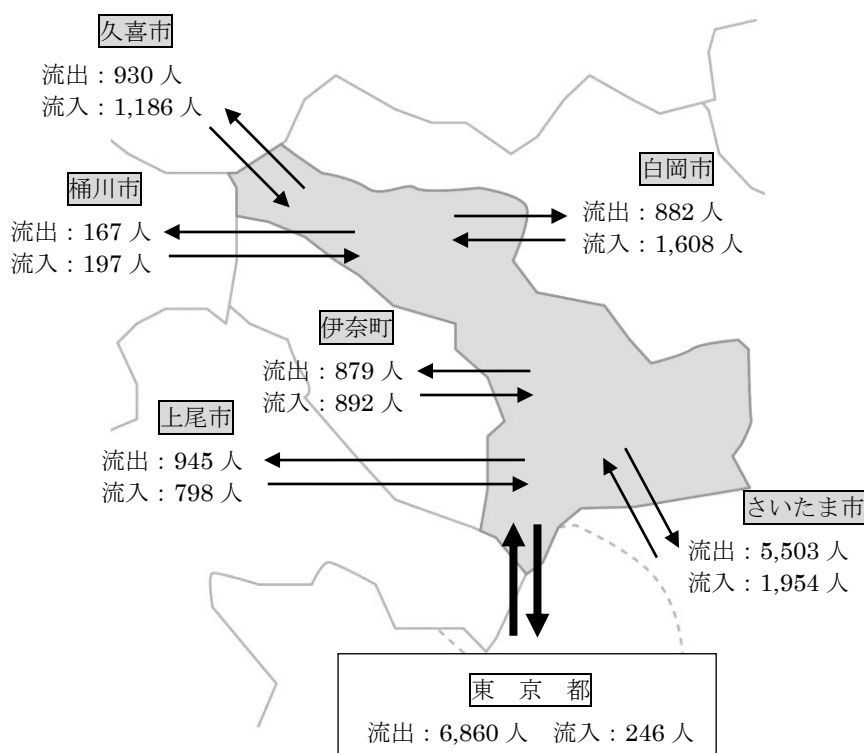 久喜市
流出：930 人
流入：1,186 人
白岡市
流出：882 人
流入：1,608 人
桶川市
流出：167 人
流入：197 人
伊奈町
流出：879 人
流入：892 人
上尾市
流出：945 人
流入：798 人
さいたま市
流出：5,503 人
流入：1,954 人
東　京　都
流出：6,860 人　流入：246 人